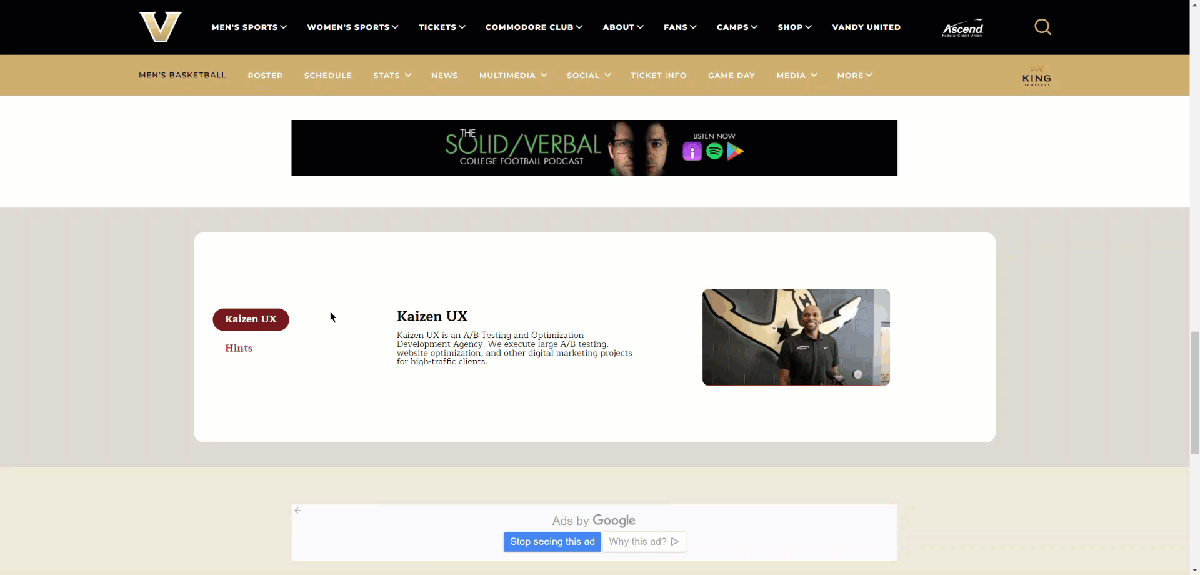 V
MEN'S SPORTS WOMEN'S SPORTS TICKETS COMMODORE CLUB ABOUT FANS CAMPS SHOP VANDY UNITED Ascend
Federal Credit Union
MEN'S BASKETBALL ROSTER SCHEDULE STATS NEWS MULTIMEDIA SOCIAL TICKET INFO GAME DAY MEDIA MORE KING
THE
SOLID/VERBAL
COLLEGE FOOTBALL PODCAST
LISTEN NOW
Kaizen UX
Hints
Kaizen UX
Kaizen UX is an A/B Testing and Optimization
Development Agency. We execute large A/B testing,
website optimization, and other digital marketing projects
for high-traffic clients.
Ads by Google
Stop seeing this ad Why this ad?